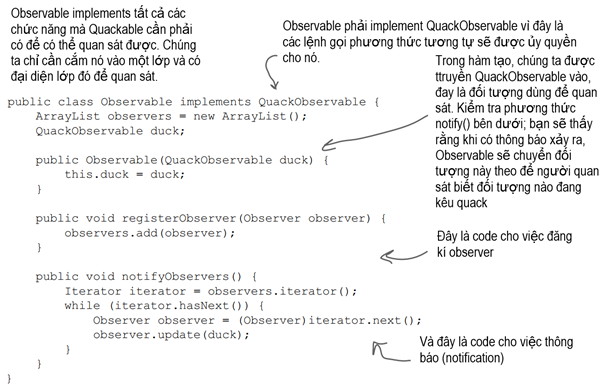 Observable implements tất cả các
chức năng mà Quackable cần phải
có để có thể quan sát được. Chúng
ta chỉ cần cắm nó vào một lớp và có
đại diện lớp đó để quan sát.
Observable phải implement QuackObservable vì đây là
các lệnh gọi phương thức tương tự sẽ được ủy quyền
cho nó.
Trong hàm tạo, chúng ta được
ttruyền QuackObservable vào,
đay là đối tượng dùng để quan
sát. Kiểm tra phương thức
notify() bên dưới; bạn sẽ thấy
rằng khi có thông báo xảy ra,
Observable sẽ chuyển đối
tượng này theo để người quan
sát biết đối tượng nào đang
kêu quack
public class Observable implements QuackObservable {
ArrayList observers = new ArrayList();
QuackObservable duck;
public Observable(QuackObservable duck) {
this.duck = duck;
}
public void registerObserver(Observer observer) {
observers.add(observer);
}
Đây là code cho việc đăng
kí observer
public void notifyObservers() {
Iterator iterator = observers.iterator();
while (iterator.hasNext()) {
Observer observer = (Observer)iterator.next();
observer.update(duck);
}
}
}
Và đây là code cho việc thông
báo (notification)